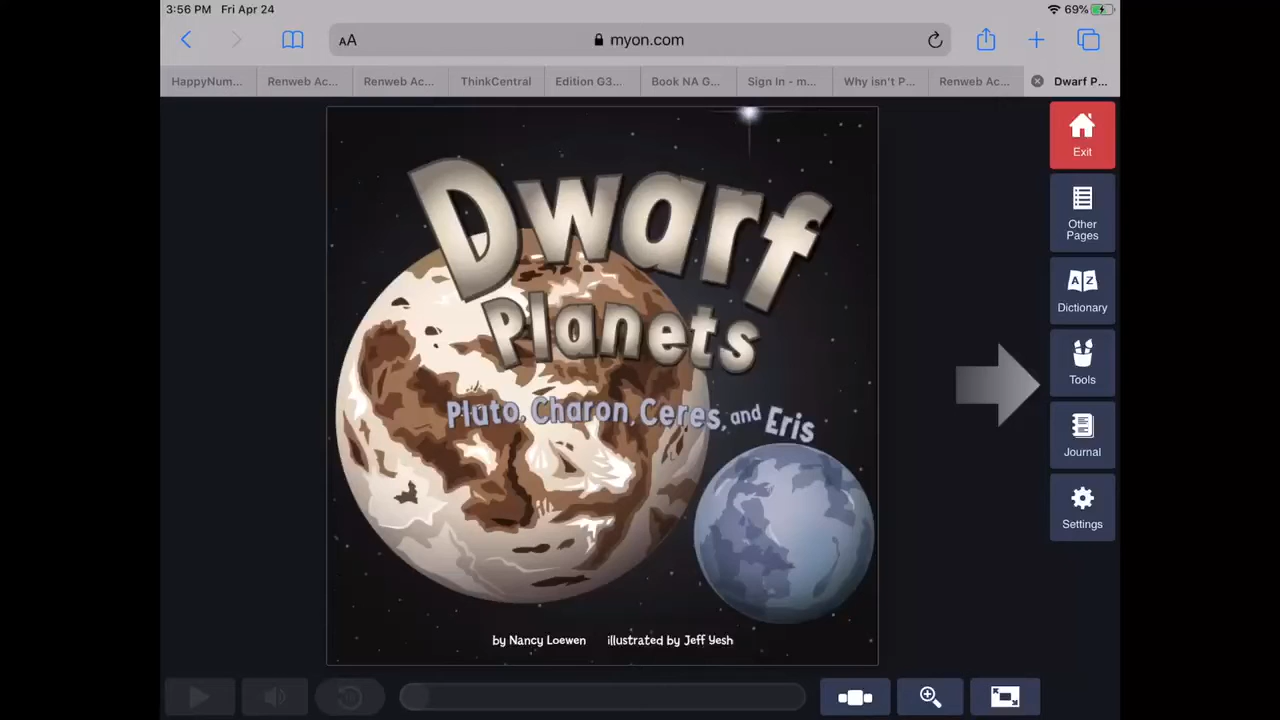 3:56 PM Fri Apr 24
69%
AA
myon.com
HappyNum...
Renweb Ac...
Renweb Ac...
ThinkCentral
Edition G3...
Book NA G...
Sign In - m...
Why isn't P...
Renweb Ac...
Dwarf P...
Dwarf
Planets
Pluto, Charon, Ceres, and Eris
by Nancy Loewen illustrated by Jeff Yesh
Exit
Other
Pages
A Z
Dictionary
Tools
Journal
Settings